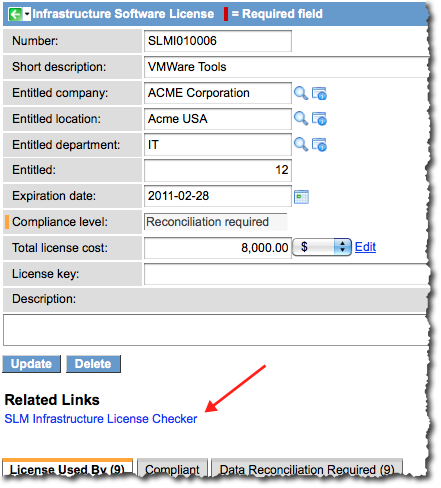 Infrastructure Software License = Required field
Number: SLMI010006
Short description: VMWare Tools
Entitled company: ACME Corporation
Entitled location: Acme USA
Entitled department: IT
Entitled: 12
Expiration date: 2011-02-28
Compliance level: Reconciliation required
Total license cost: 8,000.00 $ Edit
License key:
Description:
Update Delete
Related Links
SLM Infrastructure License Checker
License Used By (9) Compliant Data Reconciliation Required (9)